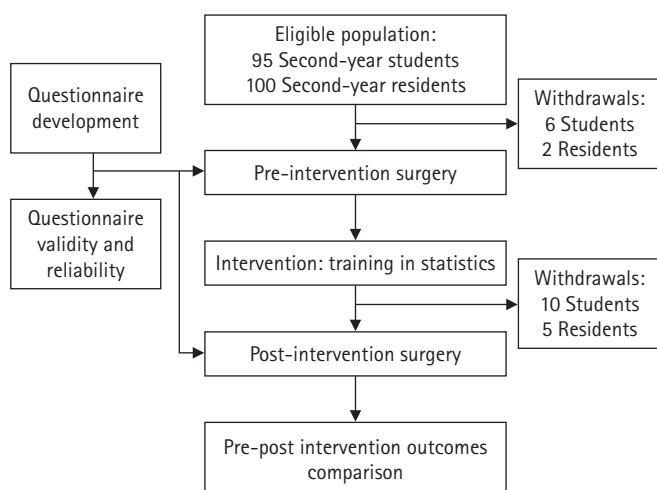 Eligible population:
95 Second-year students
100 Second-year residents
Questionnaire
development
Withdrawals:
6 Students
2 Residents
Pre-intervention surgery
Questionnaire
validity and
reliability
Intervention: training in statistics
Withdrawals:
10 Students
5 Residents
Post-intervention surgery
Pre-post intervention outcomes
comparison